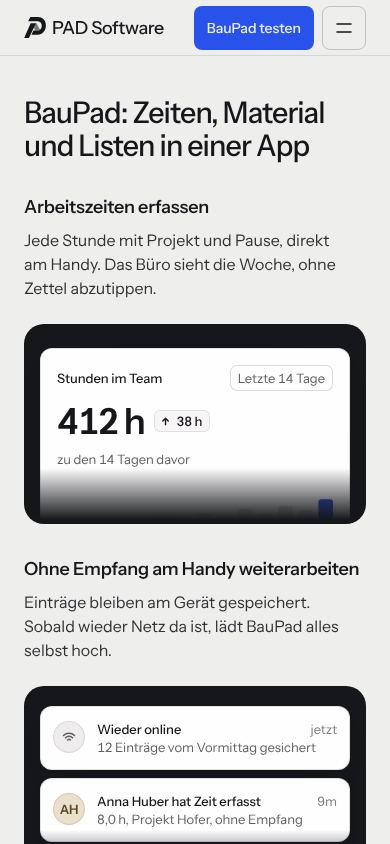 PAD Software
BauPad testen
BauPad: Zeiten, Material
und Listen in einer App
Arbeitszeiten erfassen
Jede Stunde mit Projekt und Pause, direkt
am Handy. Das Büro sieht die Woche, ohne
Zettel abzutippen.
Stunden im Team
Letzte 14 Tage
412 h
↑ 38 h
zu den 14 Tagen davor
Ohne Empfang am Handy weiterarbeiten
Einträge bleiben am Gerät gespeichert.
Sobald wieder Netz da ist, lädt BauPad alles
selbst hoch.
Wieder online
jetzt
12 Einträge vom Vormittag gesichert
AH
Anna Huber hat Zeit erfasst
9m
8,0 h, Projekt Hofer, ohne Empfang